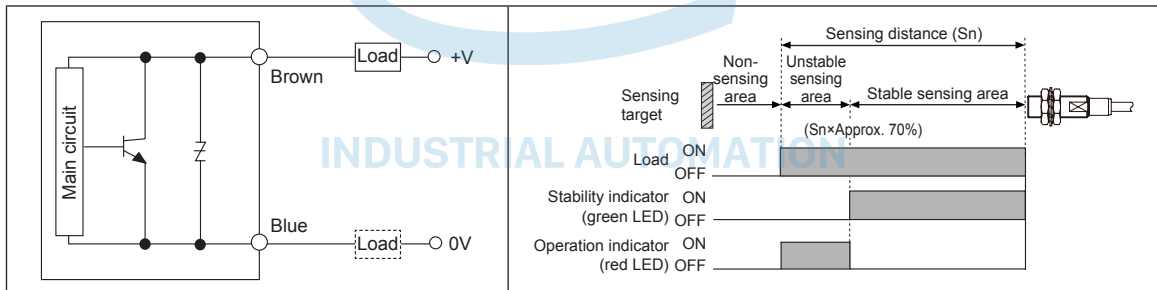 Main circuit
Brown
Load
+V
Blue
Load
0V
INDUSTRIAL AUTOMATION
Sensing distance (Sn)
Non-
sensing
area
Unstable
sensing
area
Stable sensing area
Sensing
target
(Sn×Approx. 70%)
Load
ON
OFF
Stability indicator
(green LED)
ON
OFF
Operation indicator
(red LED)
ON
OFF